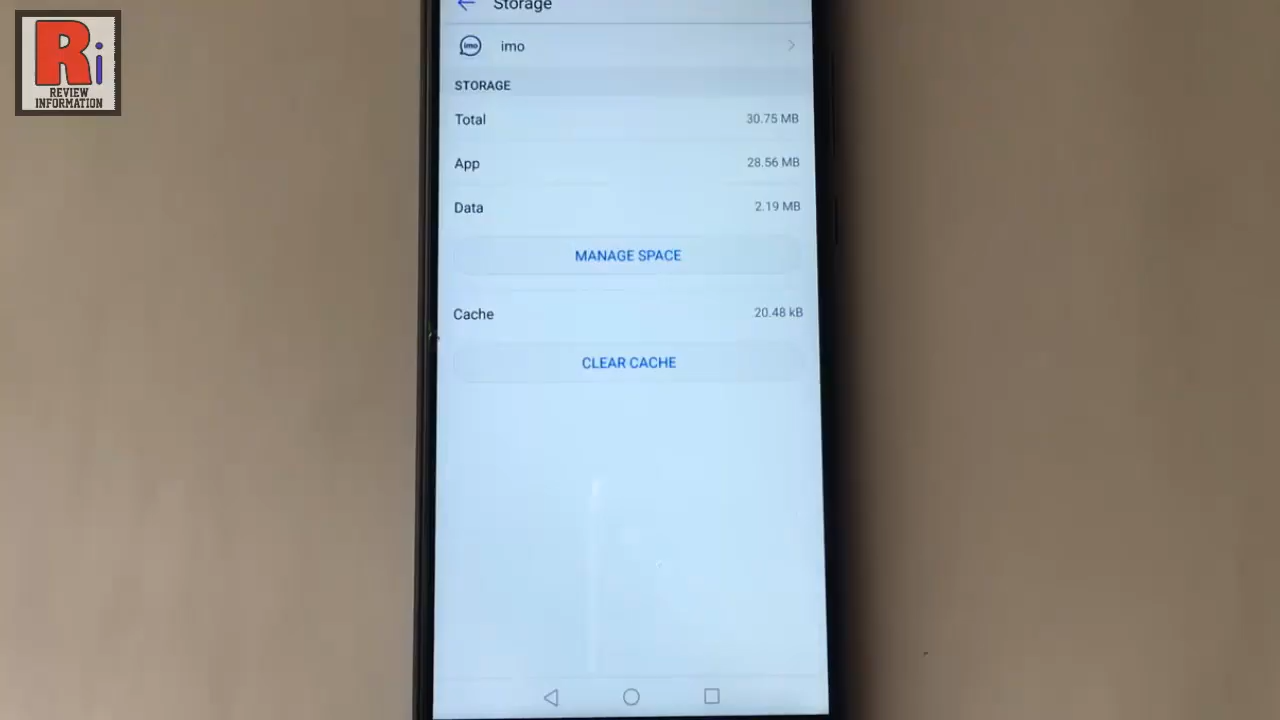 Ri
REVIEW
INFORMATION
Storage
imo
imo
STORAGE
Total 30.75 MB
App 28.56 MB
Data 2.19 MB
MANAGE SPACE
Cache 20.48 kB
CLEAR CACHE